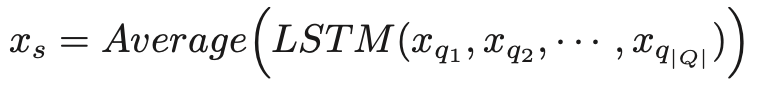 x_s = Average(LSTM(x_{q_1}, x_{q_2}, ⋯ , x_{q_{|Q|}}))